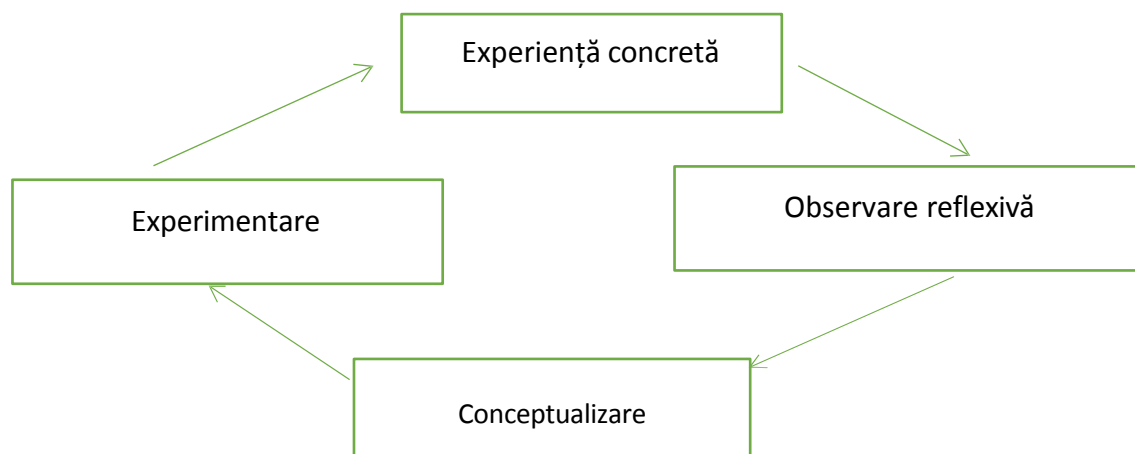 Experiență concretă
Experimentare
Observare reflexivă
Conceptualizare